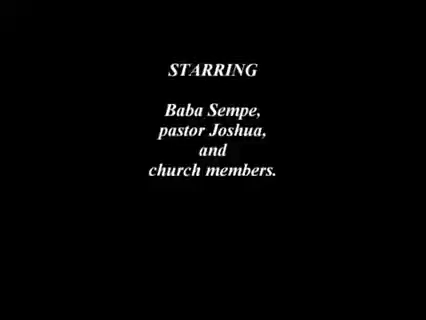 STARRING
Baba Sempe,
pastor Joshua,
and
church members.